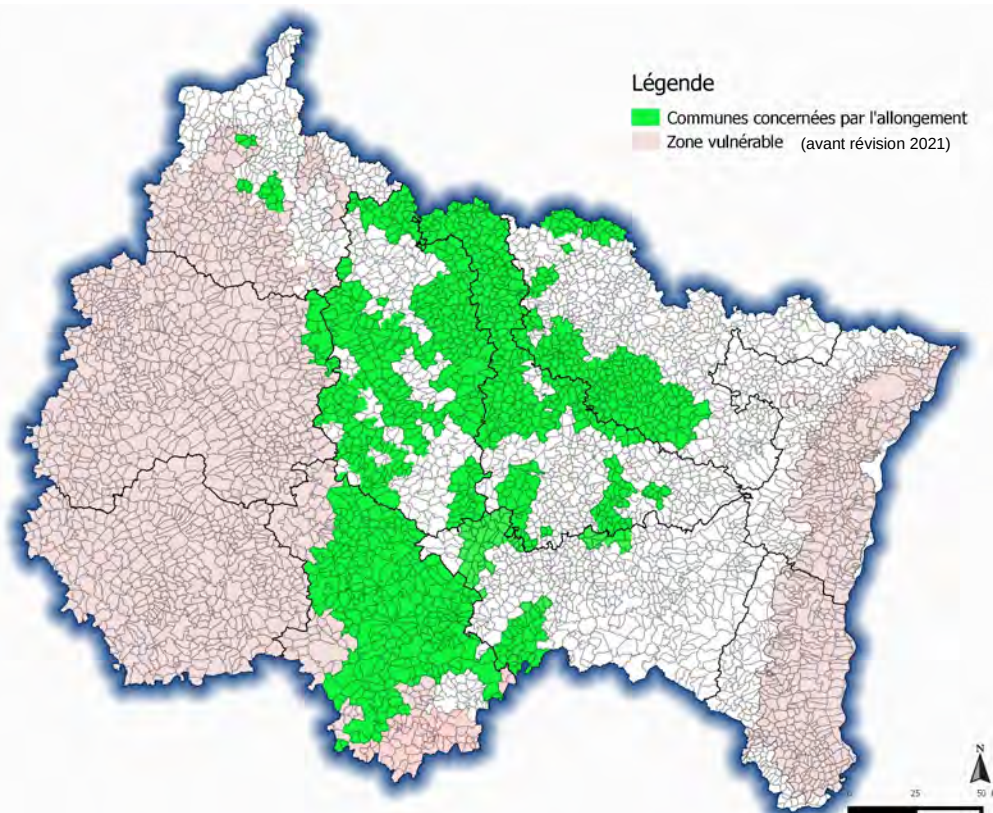 Légende
Communes concernées par l'allongement
Zone vulnérable (avant révision 2021)
N
0 25 50